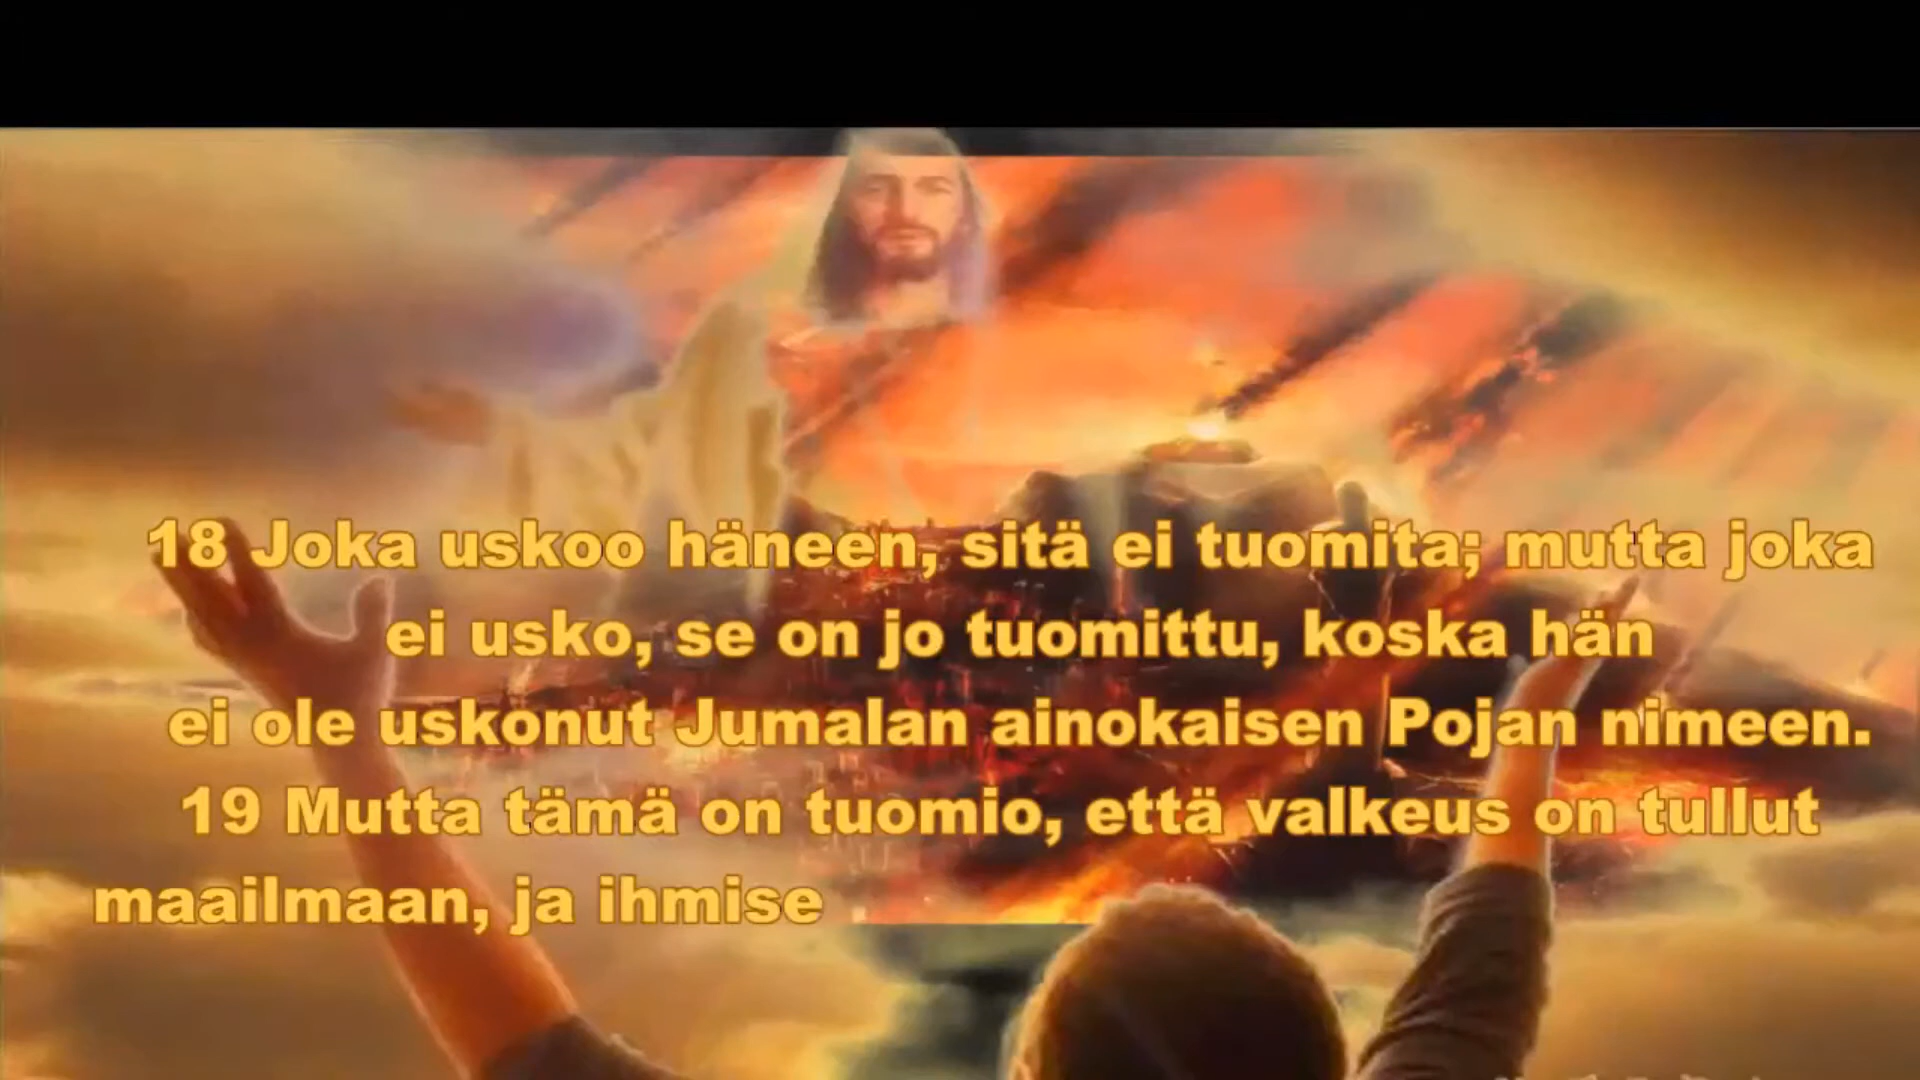 18 Joka uskoo häneen, sitä ei tuomita; mutta joka
ei usko, se on jo tuomittu, koska hän
ei ole uskonut Jumalan ainokaisen Pojan nimeen.
19 Mutta tämä on tuomio, että valkeus on tullut
maailmaan, ja ihmise